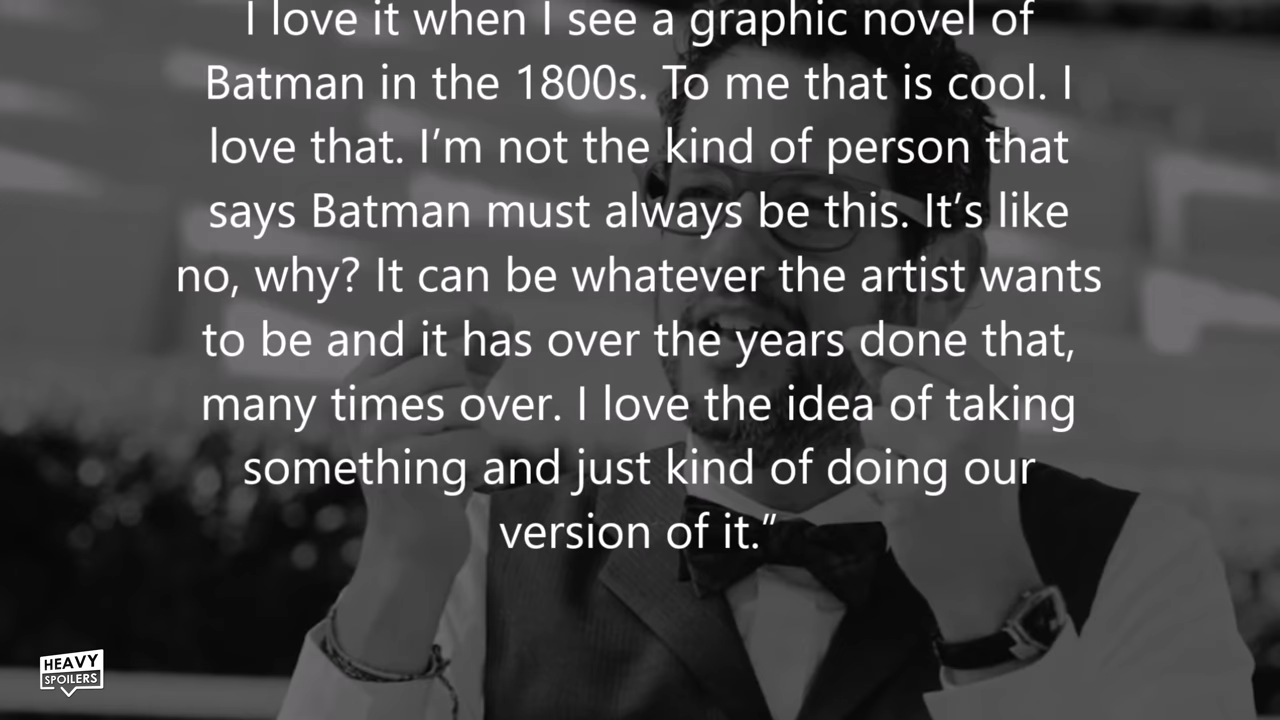 I love it when I see a graphic novel of
Batman in the 1800s. To me that is cool. I
love that. I’m not the kind of person that
says Batman must always be this. It’s like
no, why? It can be whatever the artist wants
to be and it has over the years done that,
many times over. I love the idea of taking
something and just kind of doing our
version of it.”
HEAVY
SPOILERS